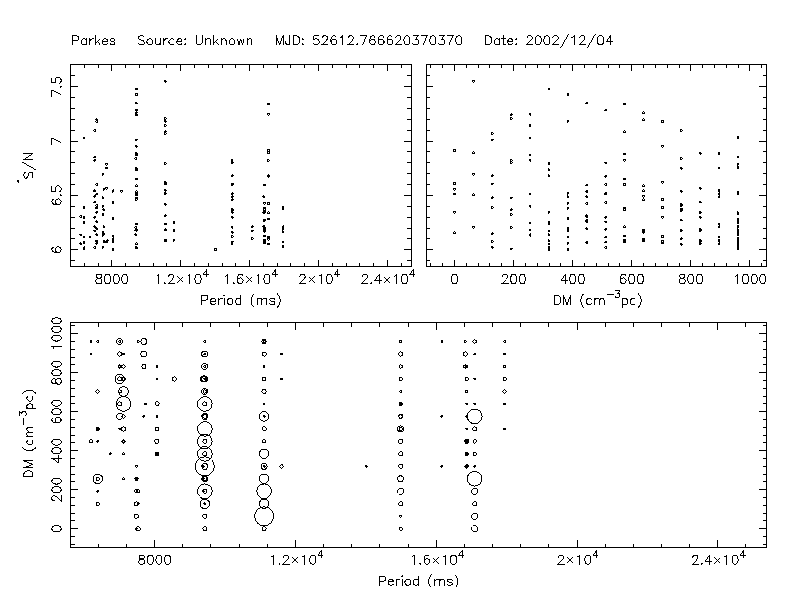 Parkes Source: Unknown MJD: 52612.766620370370 Date: 2002/12/04
7.5
7
6.5
6
S/N
8000 1.2×10⁴ 1.6×10⁴ 2×10⁴ 2.4×10⁴
Period (ms)
0 200 400 600 800 1000
DM (cm⁻³pc)
1000
800
600
400
200
0
DM (cm⁻³pc)
8000 1.2×10⁴ 1.6×10⁴ 2×10⁴ 2.4×10⁴
Period (ms)